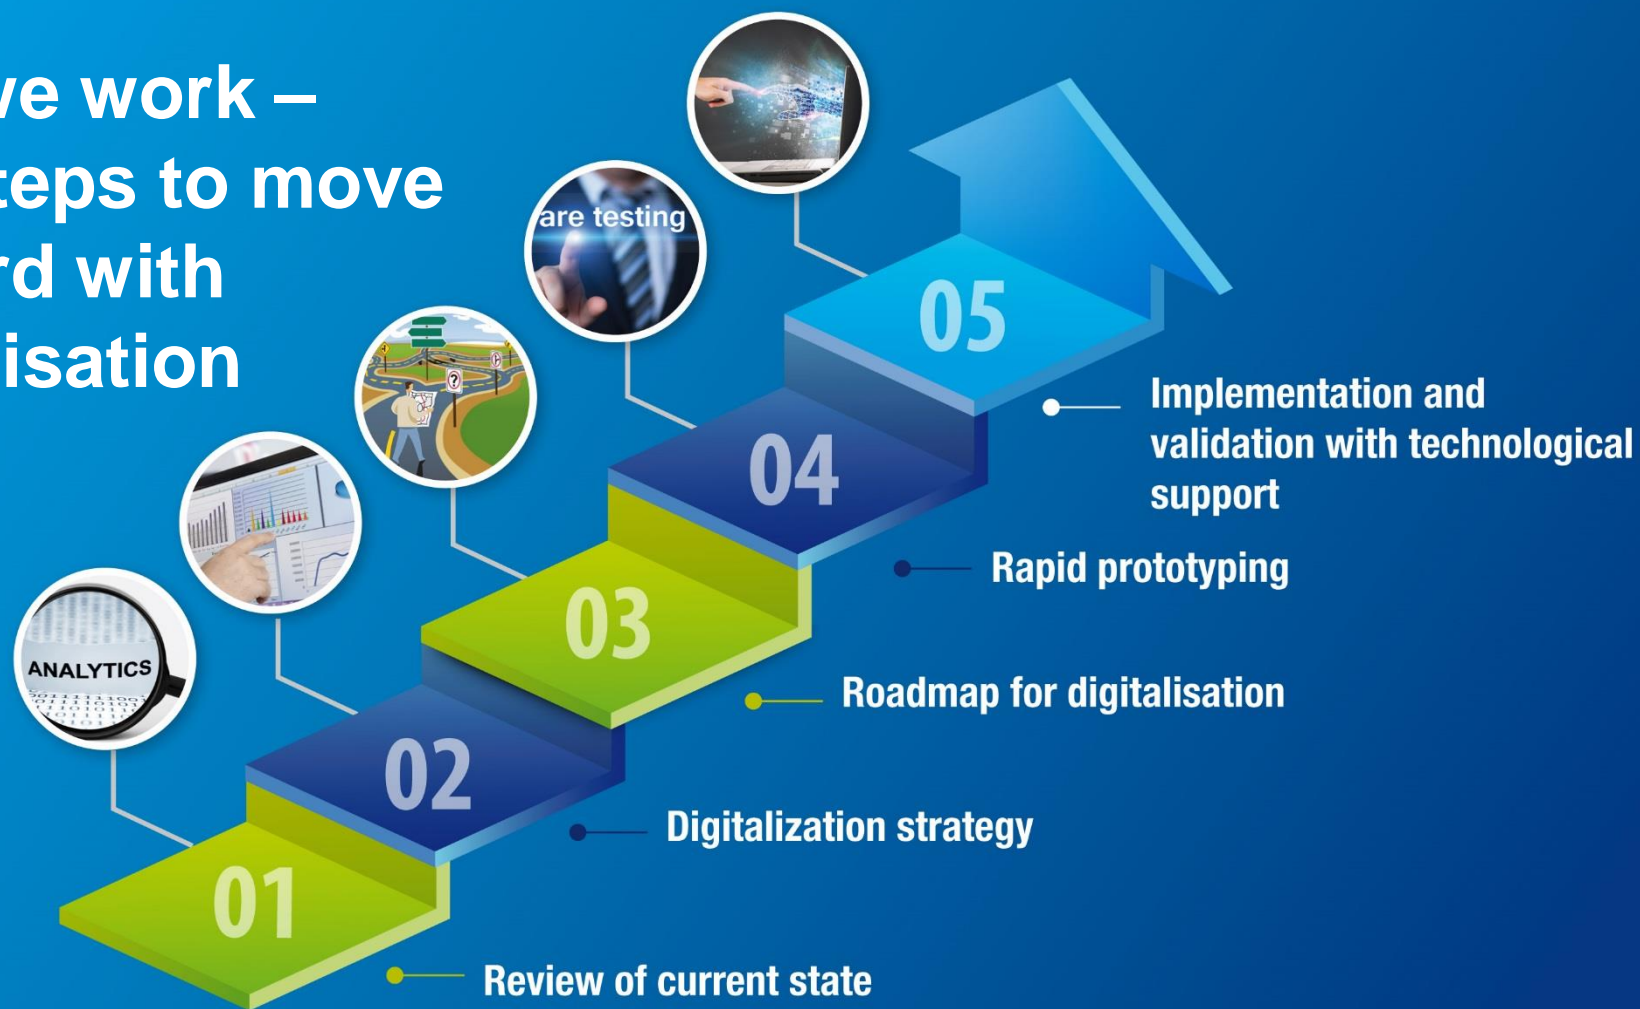 ve work –
teps to move
rd with
isation
are testing
ANALYTICS
05
04
03
02
01
Implementation and
validation with technological
support
Rapid prototyping
Roadmap for digitalisation
Digitalization strategy
Review of current state